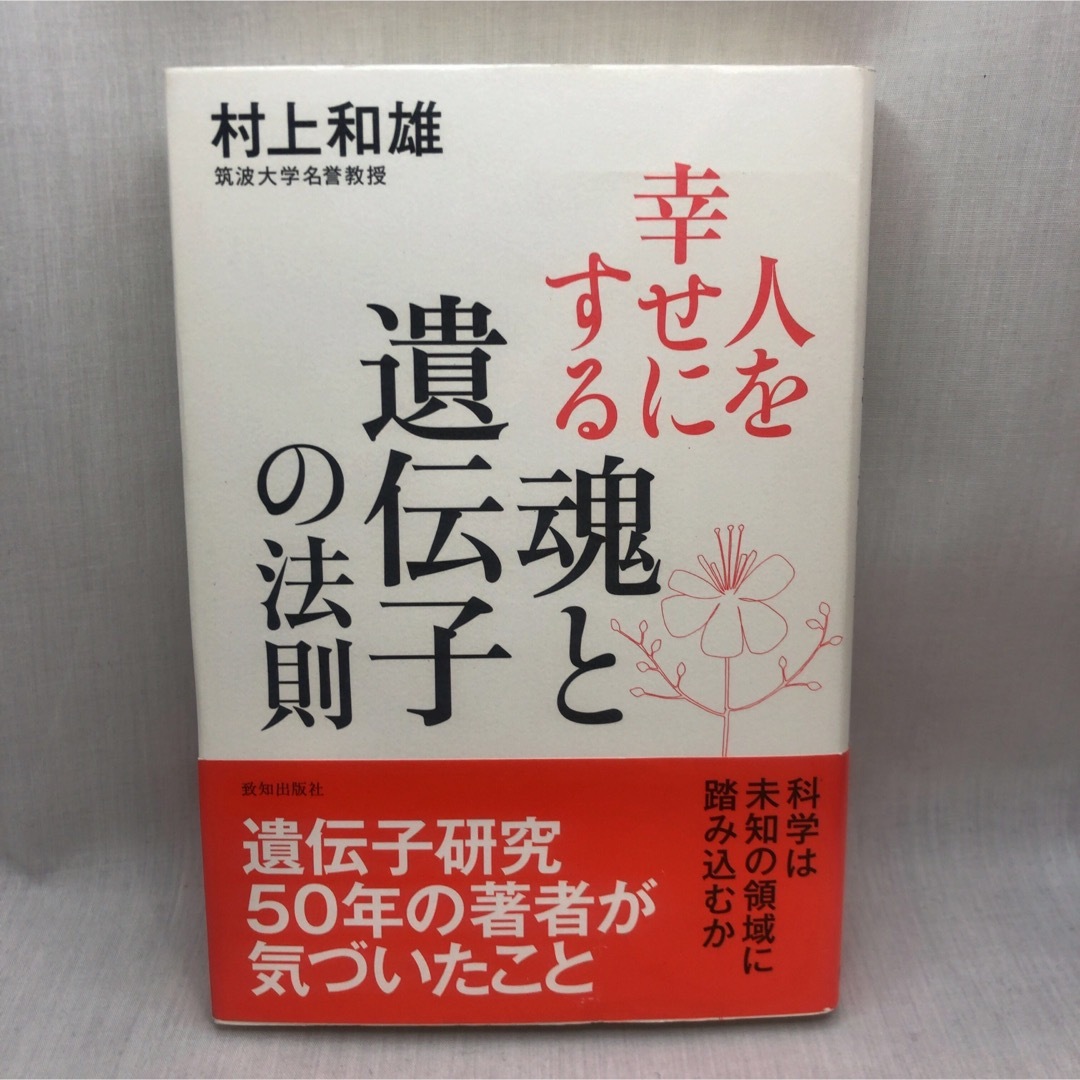 村上和雄
筑波大学名誉教授
人を
幸せに
する
魂と
遺伝子
の法則
科学は
未知の領域に
踏み込むか
致知出版社
遺伝子研究
50年の著者が
気づいたこと